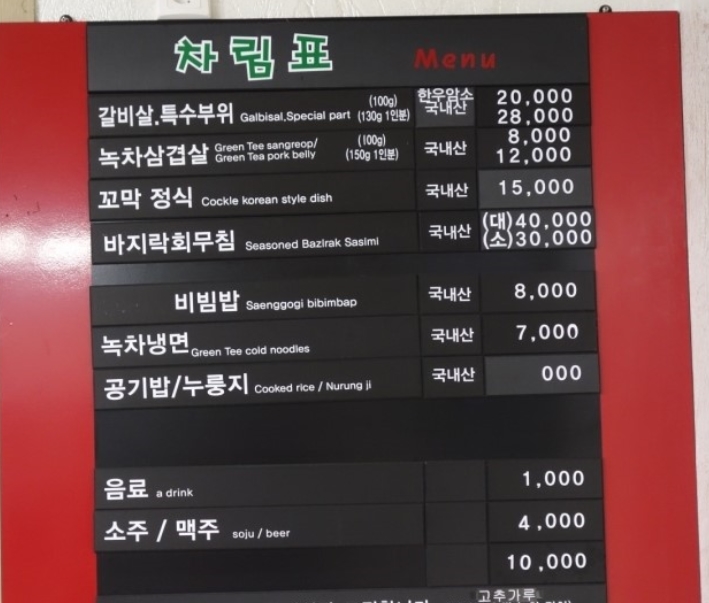 차림표 Menu
갈비살.특수부위 Galbisal,Special part (100g) (130g 1인분) 한우암소 국내산 20,000 28,000
녹차삼겹살 Green Tee sangreop/ Green Tea pork belly (100g) (150g 1인분) 국내산 8,000 12,000
꼬막 정식 Cockle korean style dish 국내산 15,000
바지락회무침 Seasoned Bazirak Sasimi 국내산 (대)40,000 (소)30,000
비빔밥 Saenggogi bibimbap 국내산 8,000
녹차냉면 Green Tee cold noodles 국내산 7,000
공기밥/누룽지 Cooked rice / Nurung ji 국내산 000
음료 a drink 1,000
소주 / 맥주 soju / beer 4,000
10,000
고추가루